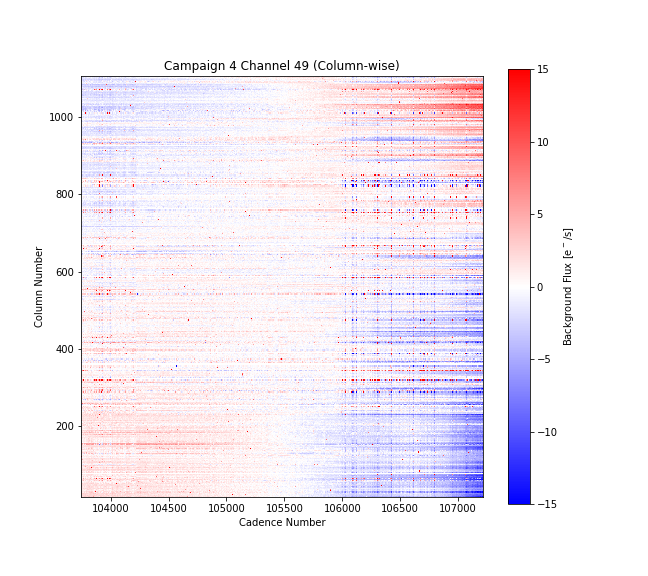 Campaign 4 Channel 49 (Column-wise)
1000
800
600
400
200
Column Number
104000 104500 105000 105500 106000 106500 107000
Cadence Number
15
10
5
0
−5
−10
−15
Background Flux [e⁻/s]